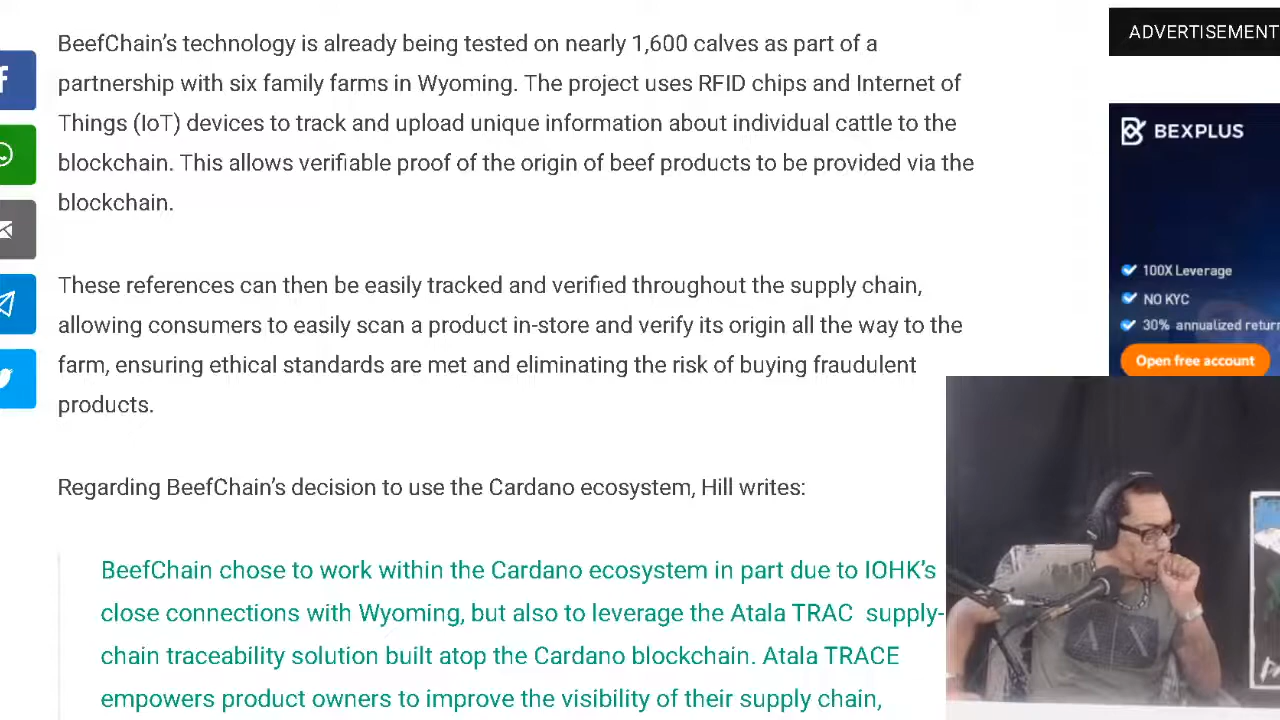 BeefChain's technology is already being tested on nearly 1,600 calves as part of a
partnership with six family farms in Wyoming. The project uses RFID chips and Internet of
Things (IoT) devices to track and upload unique information about individual cattle to the
blockchain. This allows verifiable proof of the origin of beef products to be provided via the
blockchain.
These references can then be easily tracked and verified throughout the supply chain,
allowing consumers to easily scan a product in-store and verify its origin all the way to the
farm, ensuring ethical standards are met and eliminating the risk of buying fraudulent
products.
Regarding BeefChain's decision to use the Cardano ecosystem, Hill writes:
BeefChain chose to work within the Cardano ecosystem in part due to IOHK's
close connections with Wyoming, but also to leverage the Atala TRAC supply-
chain traceability solution built atop the Cardano blockchain. Atala TRACE
empowers product owners to improve the visibility of their supply chain,
ADVERTISEMENT
BEXPLUS
100X Leverage
NO KYC
30% annualized return
Open free account
A|X